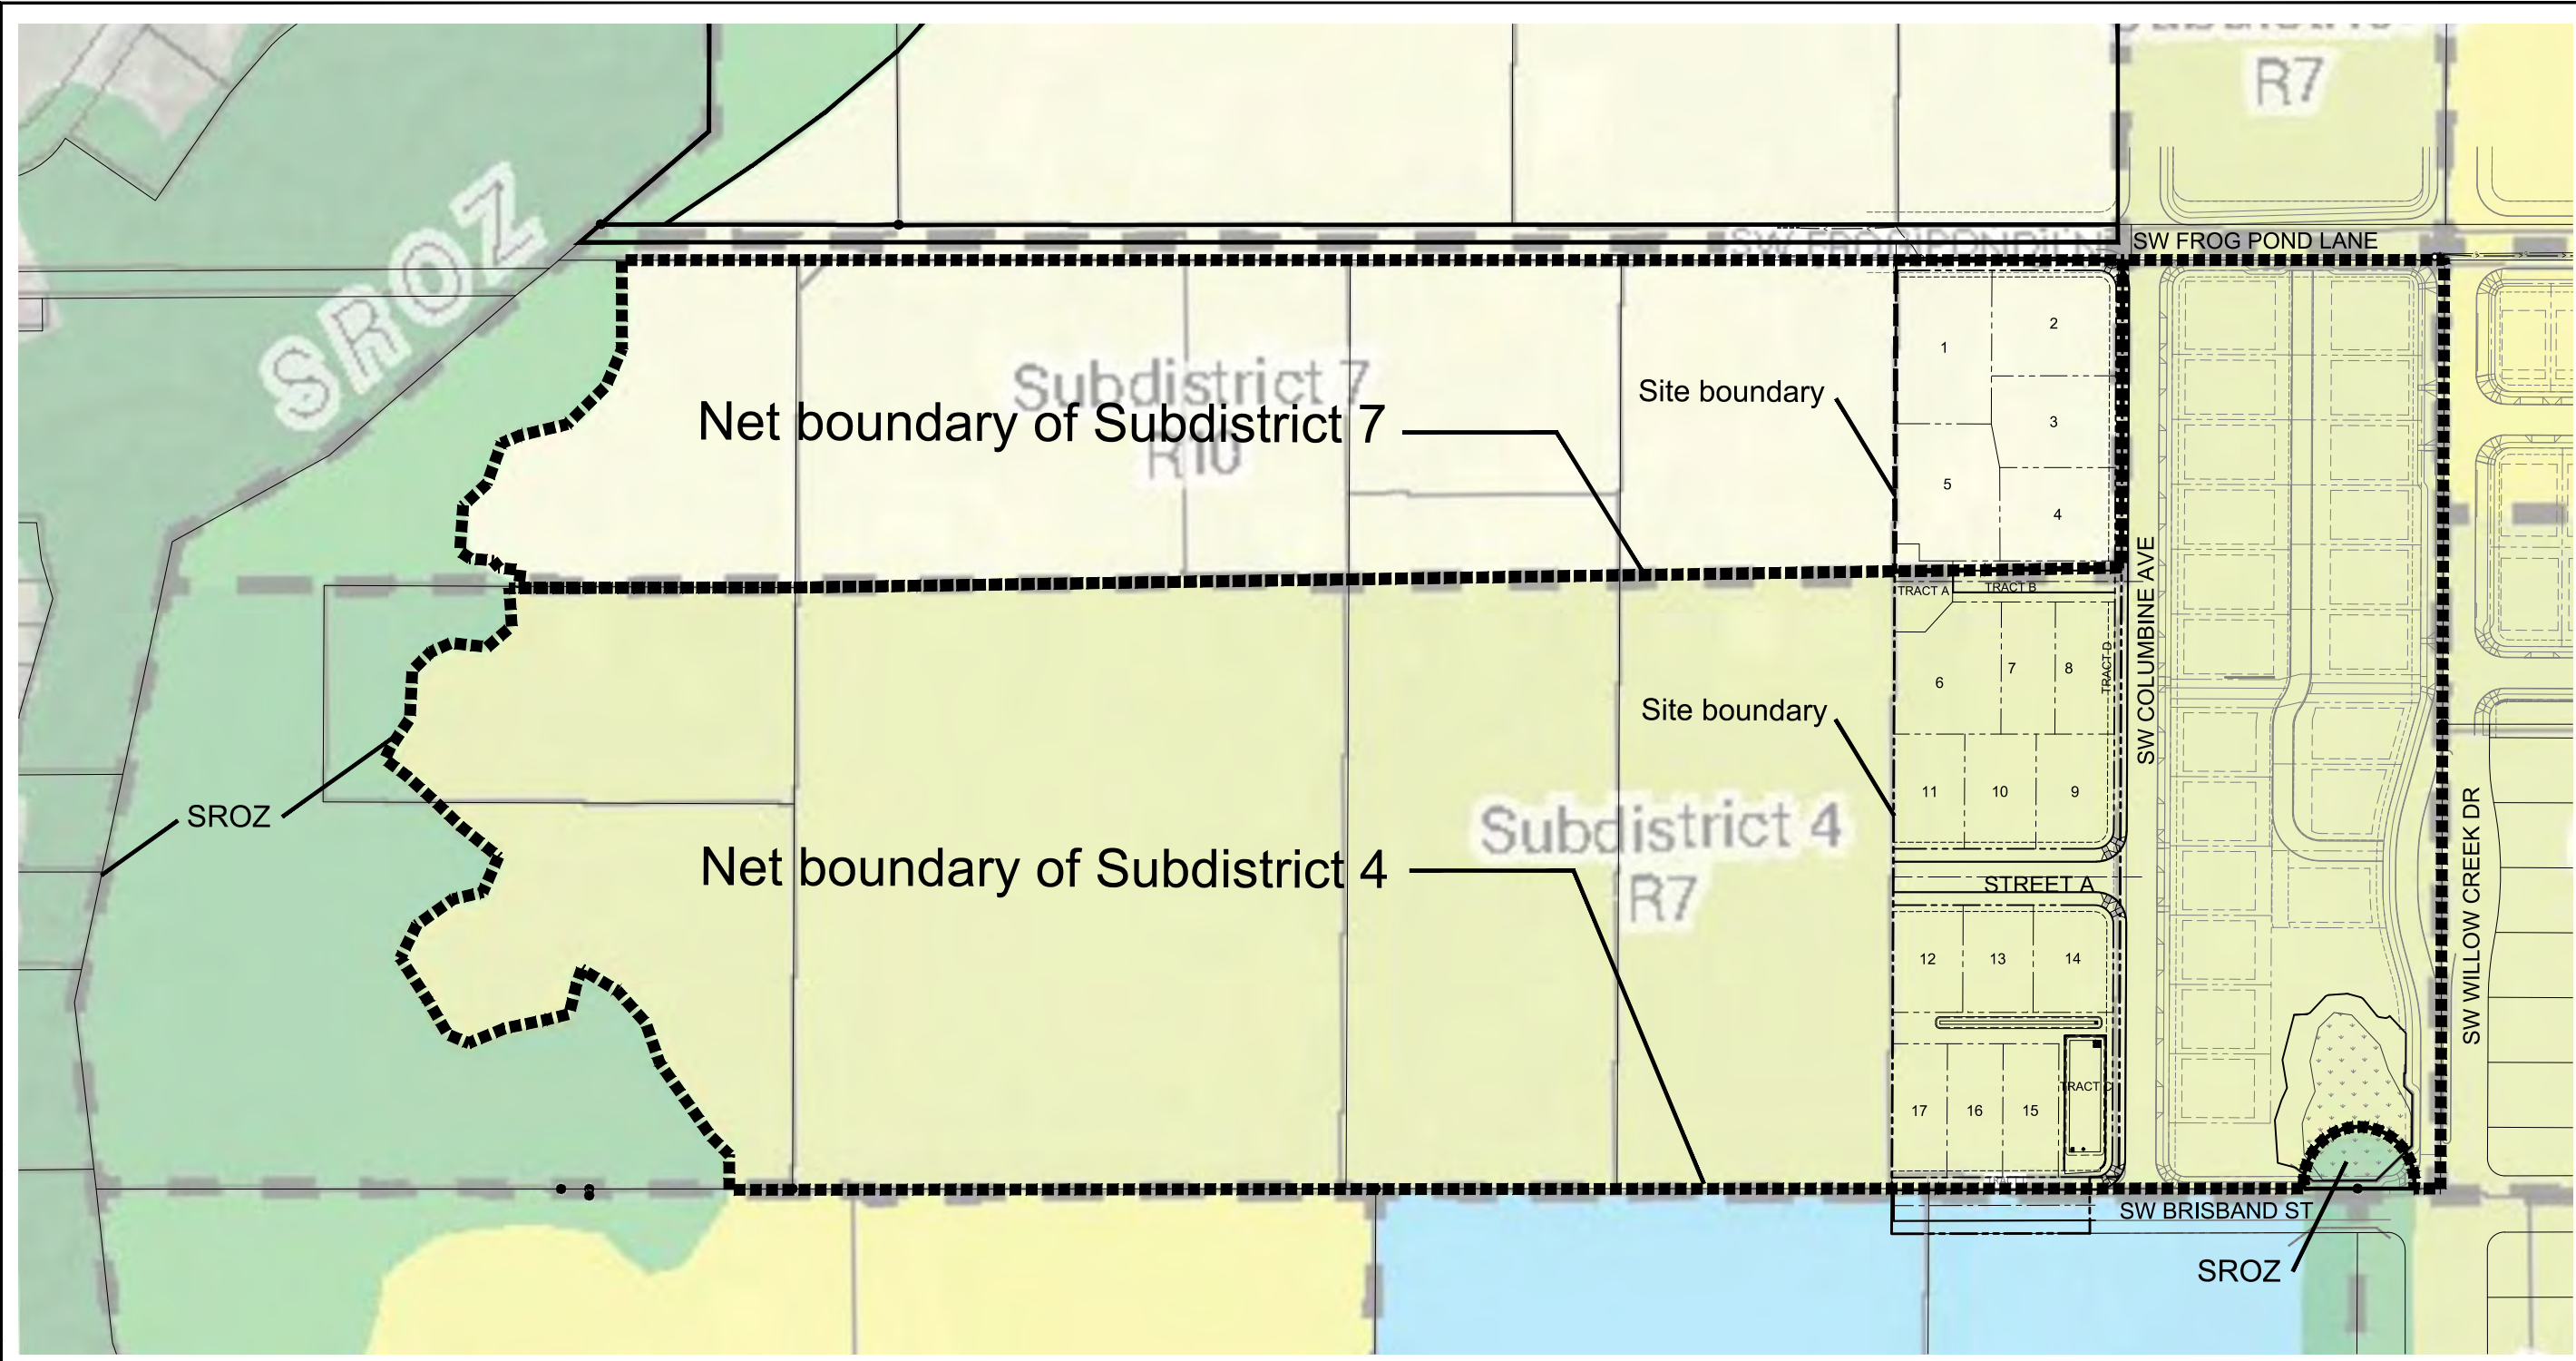 R7
SROZ
SW FROG POND LANE
Subdistrict 7
R10
Net boundary of Subdistrict 7
Site boundary
1
2
3
5
4
TRACT A
TRACT B
SW COLUMBINE AVE
6
7
8
TRACT D
Site boundary
11
10
9
SROZ
Subdistrict 4
R7
Net boundary of Subdistrict 4
STREET A
SW WILLOW CREEK DR
12
13
14
TRACT C
17
16
15
SW BRISBAND ST
SROZ